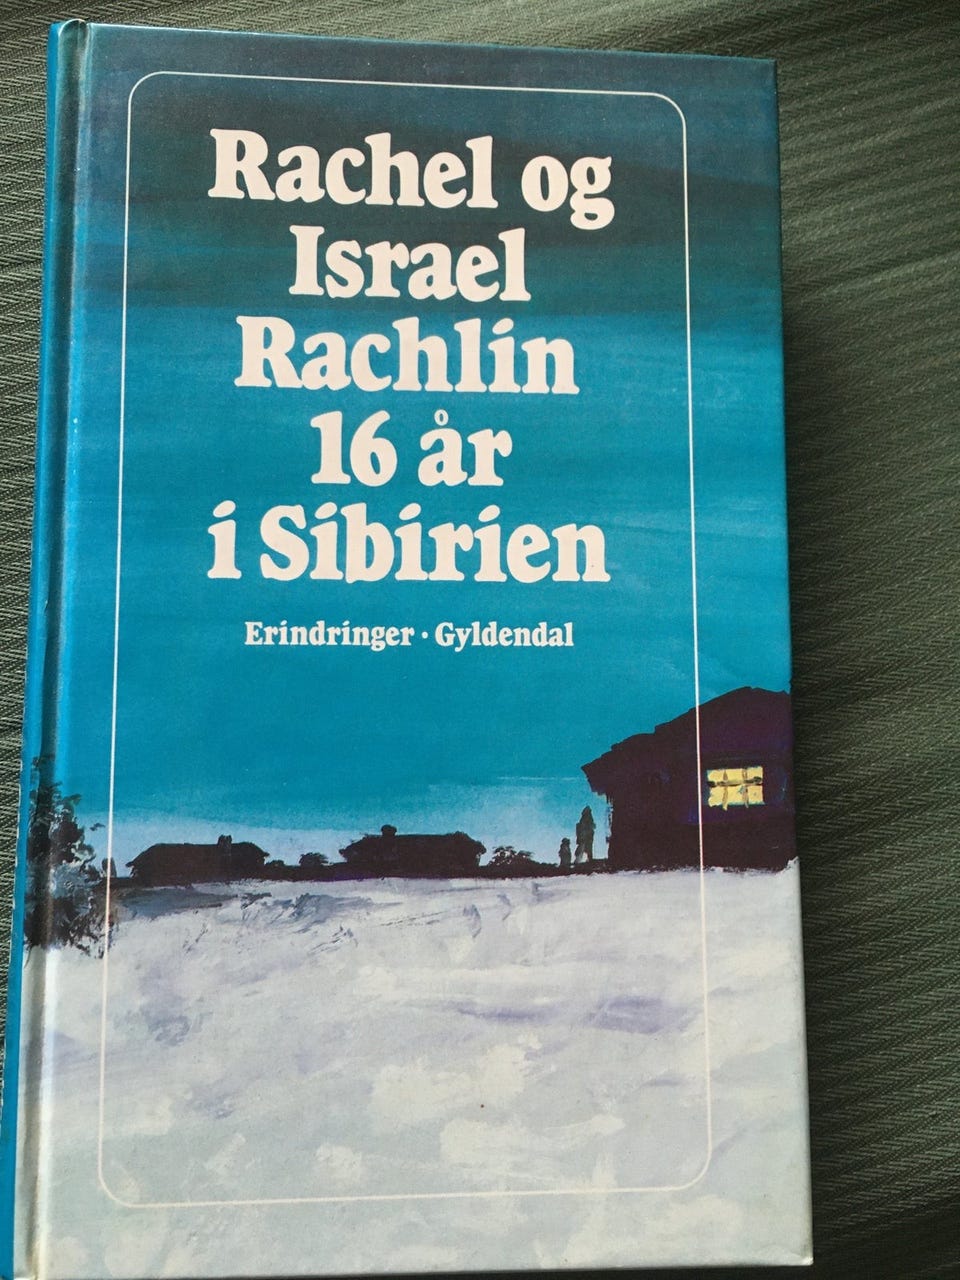 Rachel og
Israel
Rachlin
16 år
i Sibirien
Erindringer · Gyldendal